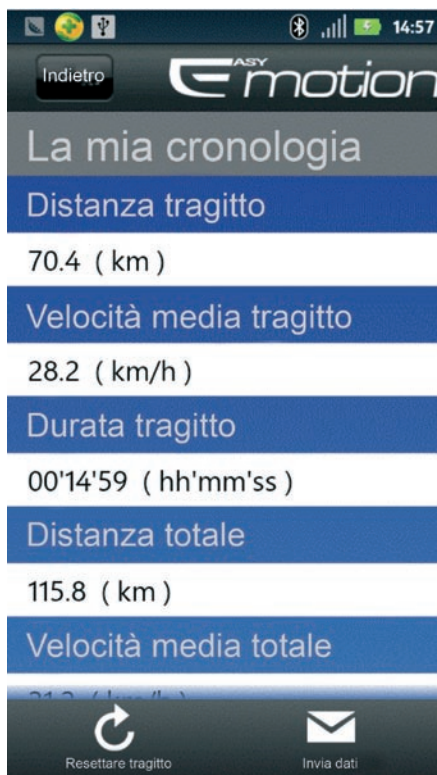 14:57
Indietro
EASY motion
La mia cronologia
Distanza tragitto
70.4 ( km )
Velocità media tragitto
28.2 ( km/h )
Durata tragitto
00'14'59 ( hh'mm'ss )
Distanza totale
115.8 ( km )
Velocità media totale
Resettare tragitto
Invia dati